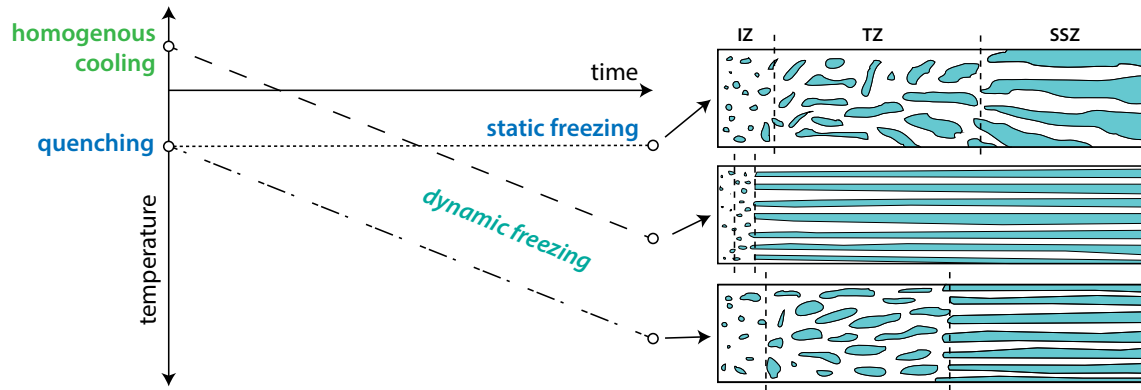 homogenous
cooling
time
quenching
static freezing
dynamic freezing
temperature
IZ
TZ
SSZ